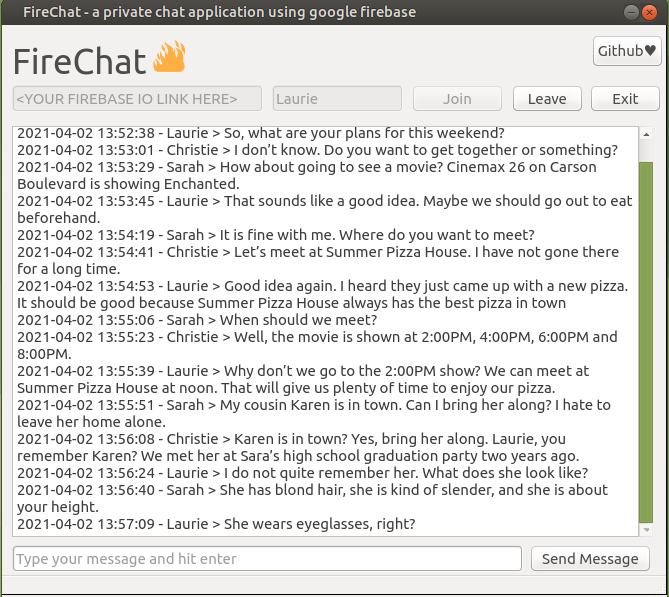 FireChat - a private chat application using google firebase
FireChat
Github♥
<YOUR FIREBASE IO LINK HERE> Laurie Join Leave Exit
2021-04-02 13:52:38 - Laurie > So, what are your plans for this weekend?
2021-04-02 13:53:01 - Christie > I don’t know. Do you want to get together or something?
2021-04-02 13:53:29 - Sarah > How about going to see a movie? Cinemax 26 on Carson
Boulevard is showing Enchanted.
2021-04-02 13:53:45 - Laurie > That sounds like a good idea. Maybe we should go out to eat
beforehand.
2021-04-02 13:54:19 - Sarah > It is fine with me. Where do you want to meet?
2021-04-02 13:54:41 - Christie > Let’s meet at Summer Pizza House. I have not gone there
for a long time.
2021-04-02 13:54:53 - Laurie > Good idea again. I heard they just came up with a new pizza.
It should be good because Summer Pizza House always has the best pizza in town
2021-04-02 13:55:06 - Sarah > When should we meet?
2021-04-02 13:55:23 - Christie > Well, the movie is shown at 2:00PM, 4:00PM, 6:00PM and
8:00PM.
2021-04-02 13:55:39 - Laurie > Why don’t we go to the 2:00PM show? We can meet at
Summer Pizza House at noon. That will give us plenty of time to enjoy our pizza.
2021-04-02 13:55:51 - Sarah > My cousin Karen is in town. Can I bring her along? I hate to
leave her home alone.
2021-04-02 13:56:08 - Christie > Karen is in town? Yes, bring her along. Laurie, you
remember Karen? We met her at Sara’s high school graduation party two years ago.
2021-04-02 13:56:24 - Laurie > I do not quite remember her. What does she look like?
2021-04-02 13:56:40 - Sarah > She has blond hair, she is kind of slender, and she is about
your height.
2021-04-02 13:57:09 - Laurie > She wears eyeglasses, right?
Type your message and hit enter Send Message